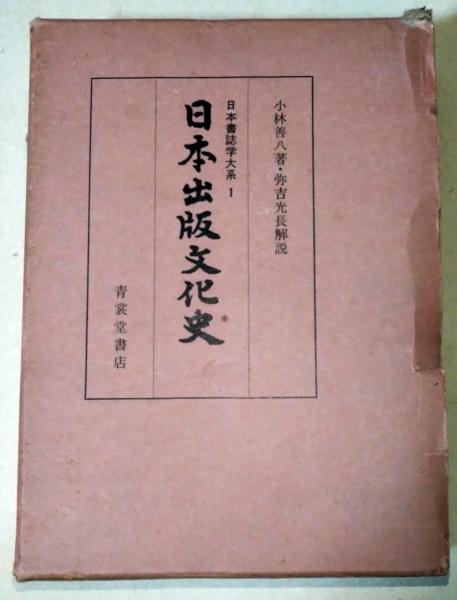 小林善八著・弥吉光長解説
日本書誌学大系 1
日本出版文化史
青裳堂書店